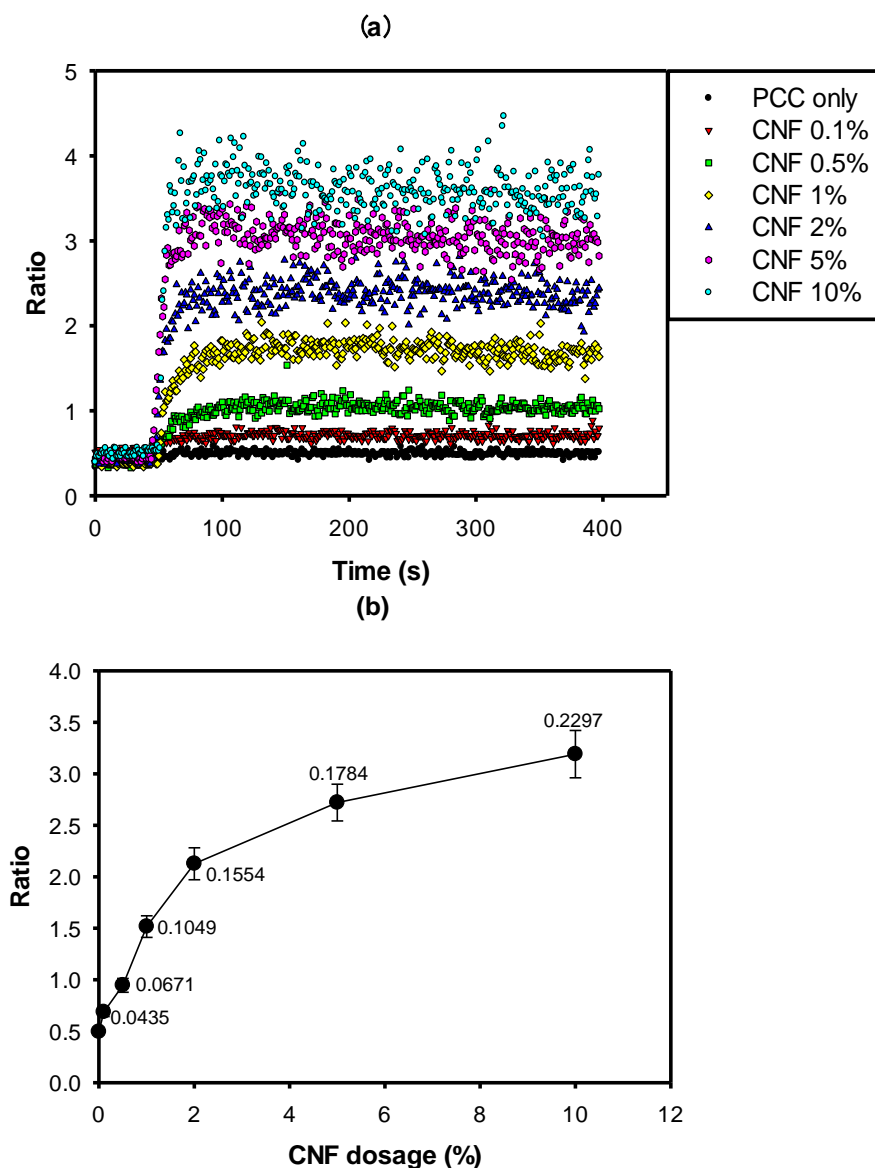 (a)
5
4
3
2
1
0
Ratio
0 100 200 300 400
Time (s)
PCC only
CNF 0.1%
CNF 0.5%
CNF 1%
CNF 2%
CNF 5%
CNF 10%
(b)
4.0
3.5
3.0
2.5
2.0
1.5
1.0
0.5
0.0
Ratio
0.2297
0.1784
0.1554
0.1049
0.0671
0.0435
0 2 4 6 8 10 12
CNF dosage (%)